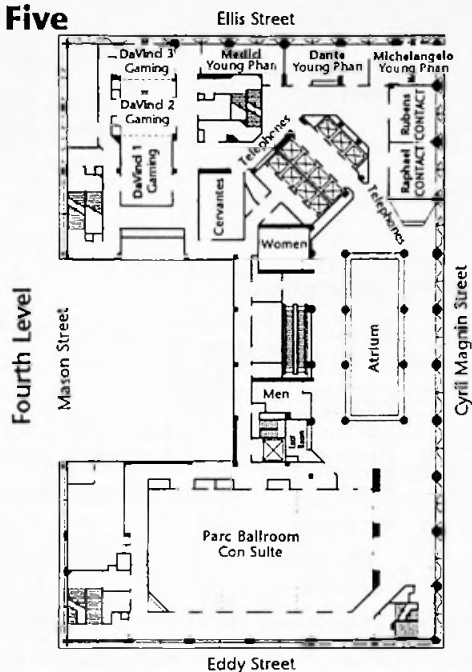 Five
Ellis Street
DaVinci 3
Gaming
DaVinci 2
Gaming
DaVinci 1
Gaming
Medici
Young Phan
Dante
Young Phan
Michelangelo
Young Phan
Rubens
CONTACT
Raphael
CONTACT
Telephones
Telephones
Cervantes
Women
Fourth Level
Mason Street
Atrium
Cyril Magnin Street
Men
Parc Ballroom
Con Suite
Eddy Street